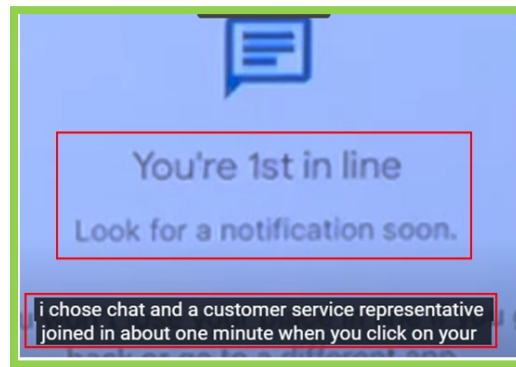 You're 1st in line
Look for a notification soon.
i chose chat and a customer service representative
joined in about one minute when you click on your